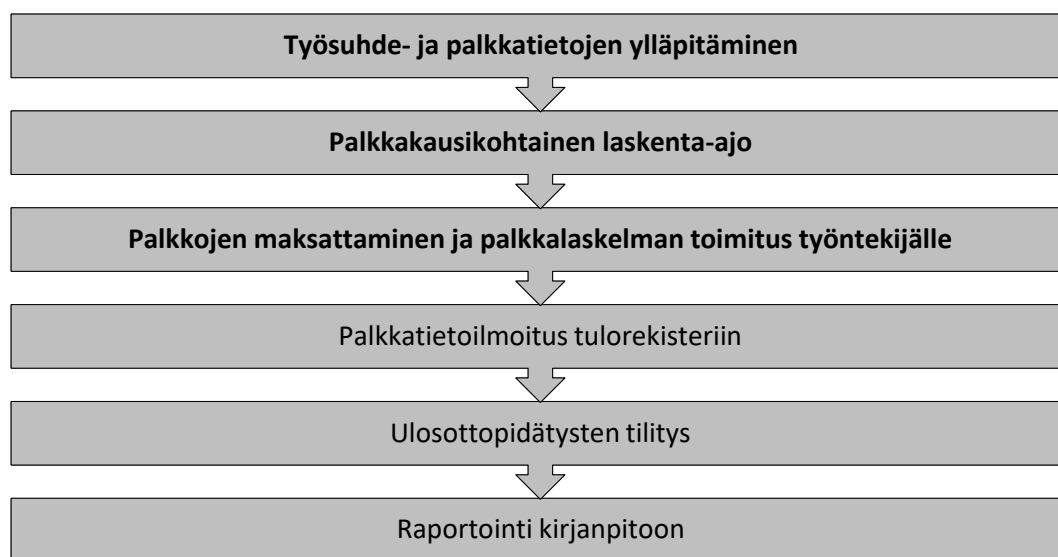 Työsuhde- ja palkkatietojen ylläpitäminen
Palkkakausikohtainen laskenta-ajo
Palkkojen maksattaminen ja palkkalaskelman toimitus työntekijälle
Palkkatietoilmoitus tulorekisteriin
Ulosottopidätysten tilitys
Raportointi kirjanpitoon